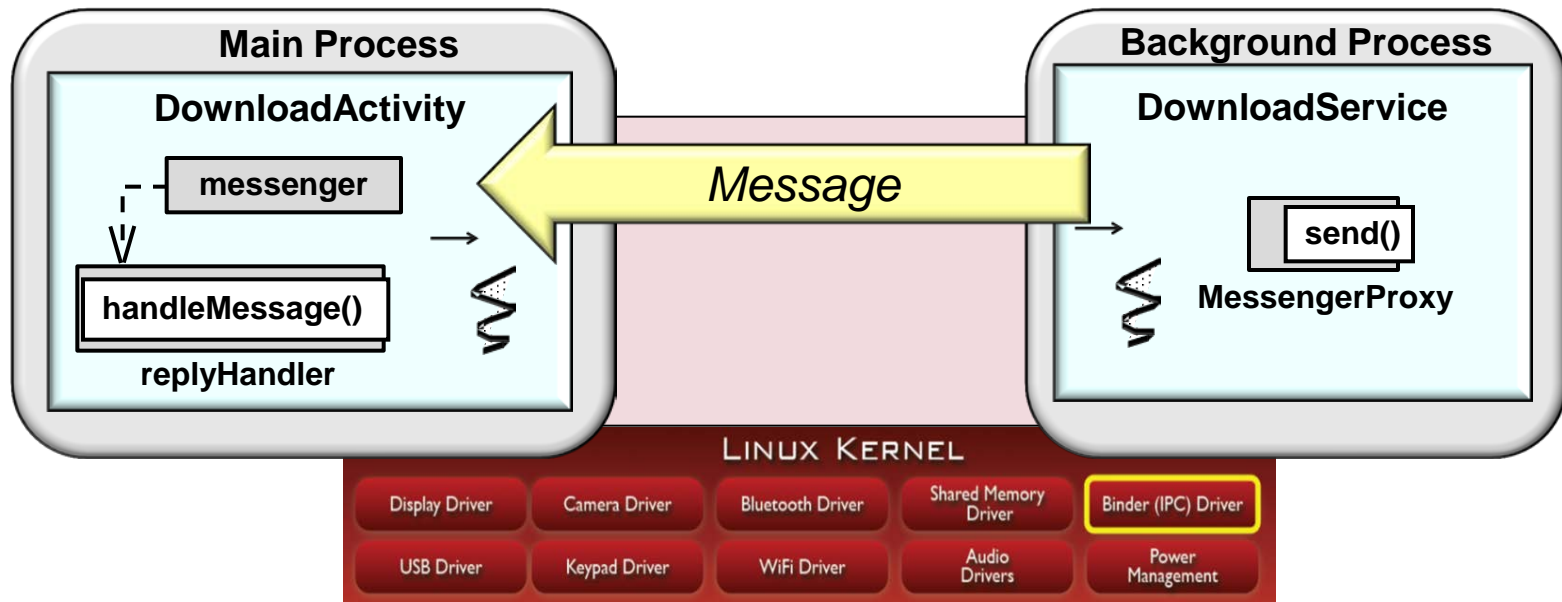 Main Process
DownloadActivity
messenger
handleMessage()
replyHandler
Message
Background Process
DownloadService
send()
MessengerProxy
LINUX KERNEL
Display Driver
Camera Driver
Bluetooth Driver
Shared Memory
Driver
Binder (IPC) Driver
USB Driver
Keypad Driver
WiFi Driver
Audio
Drivers
Power
Management